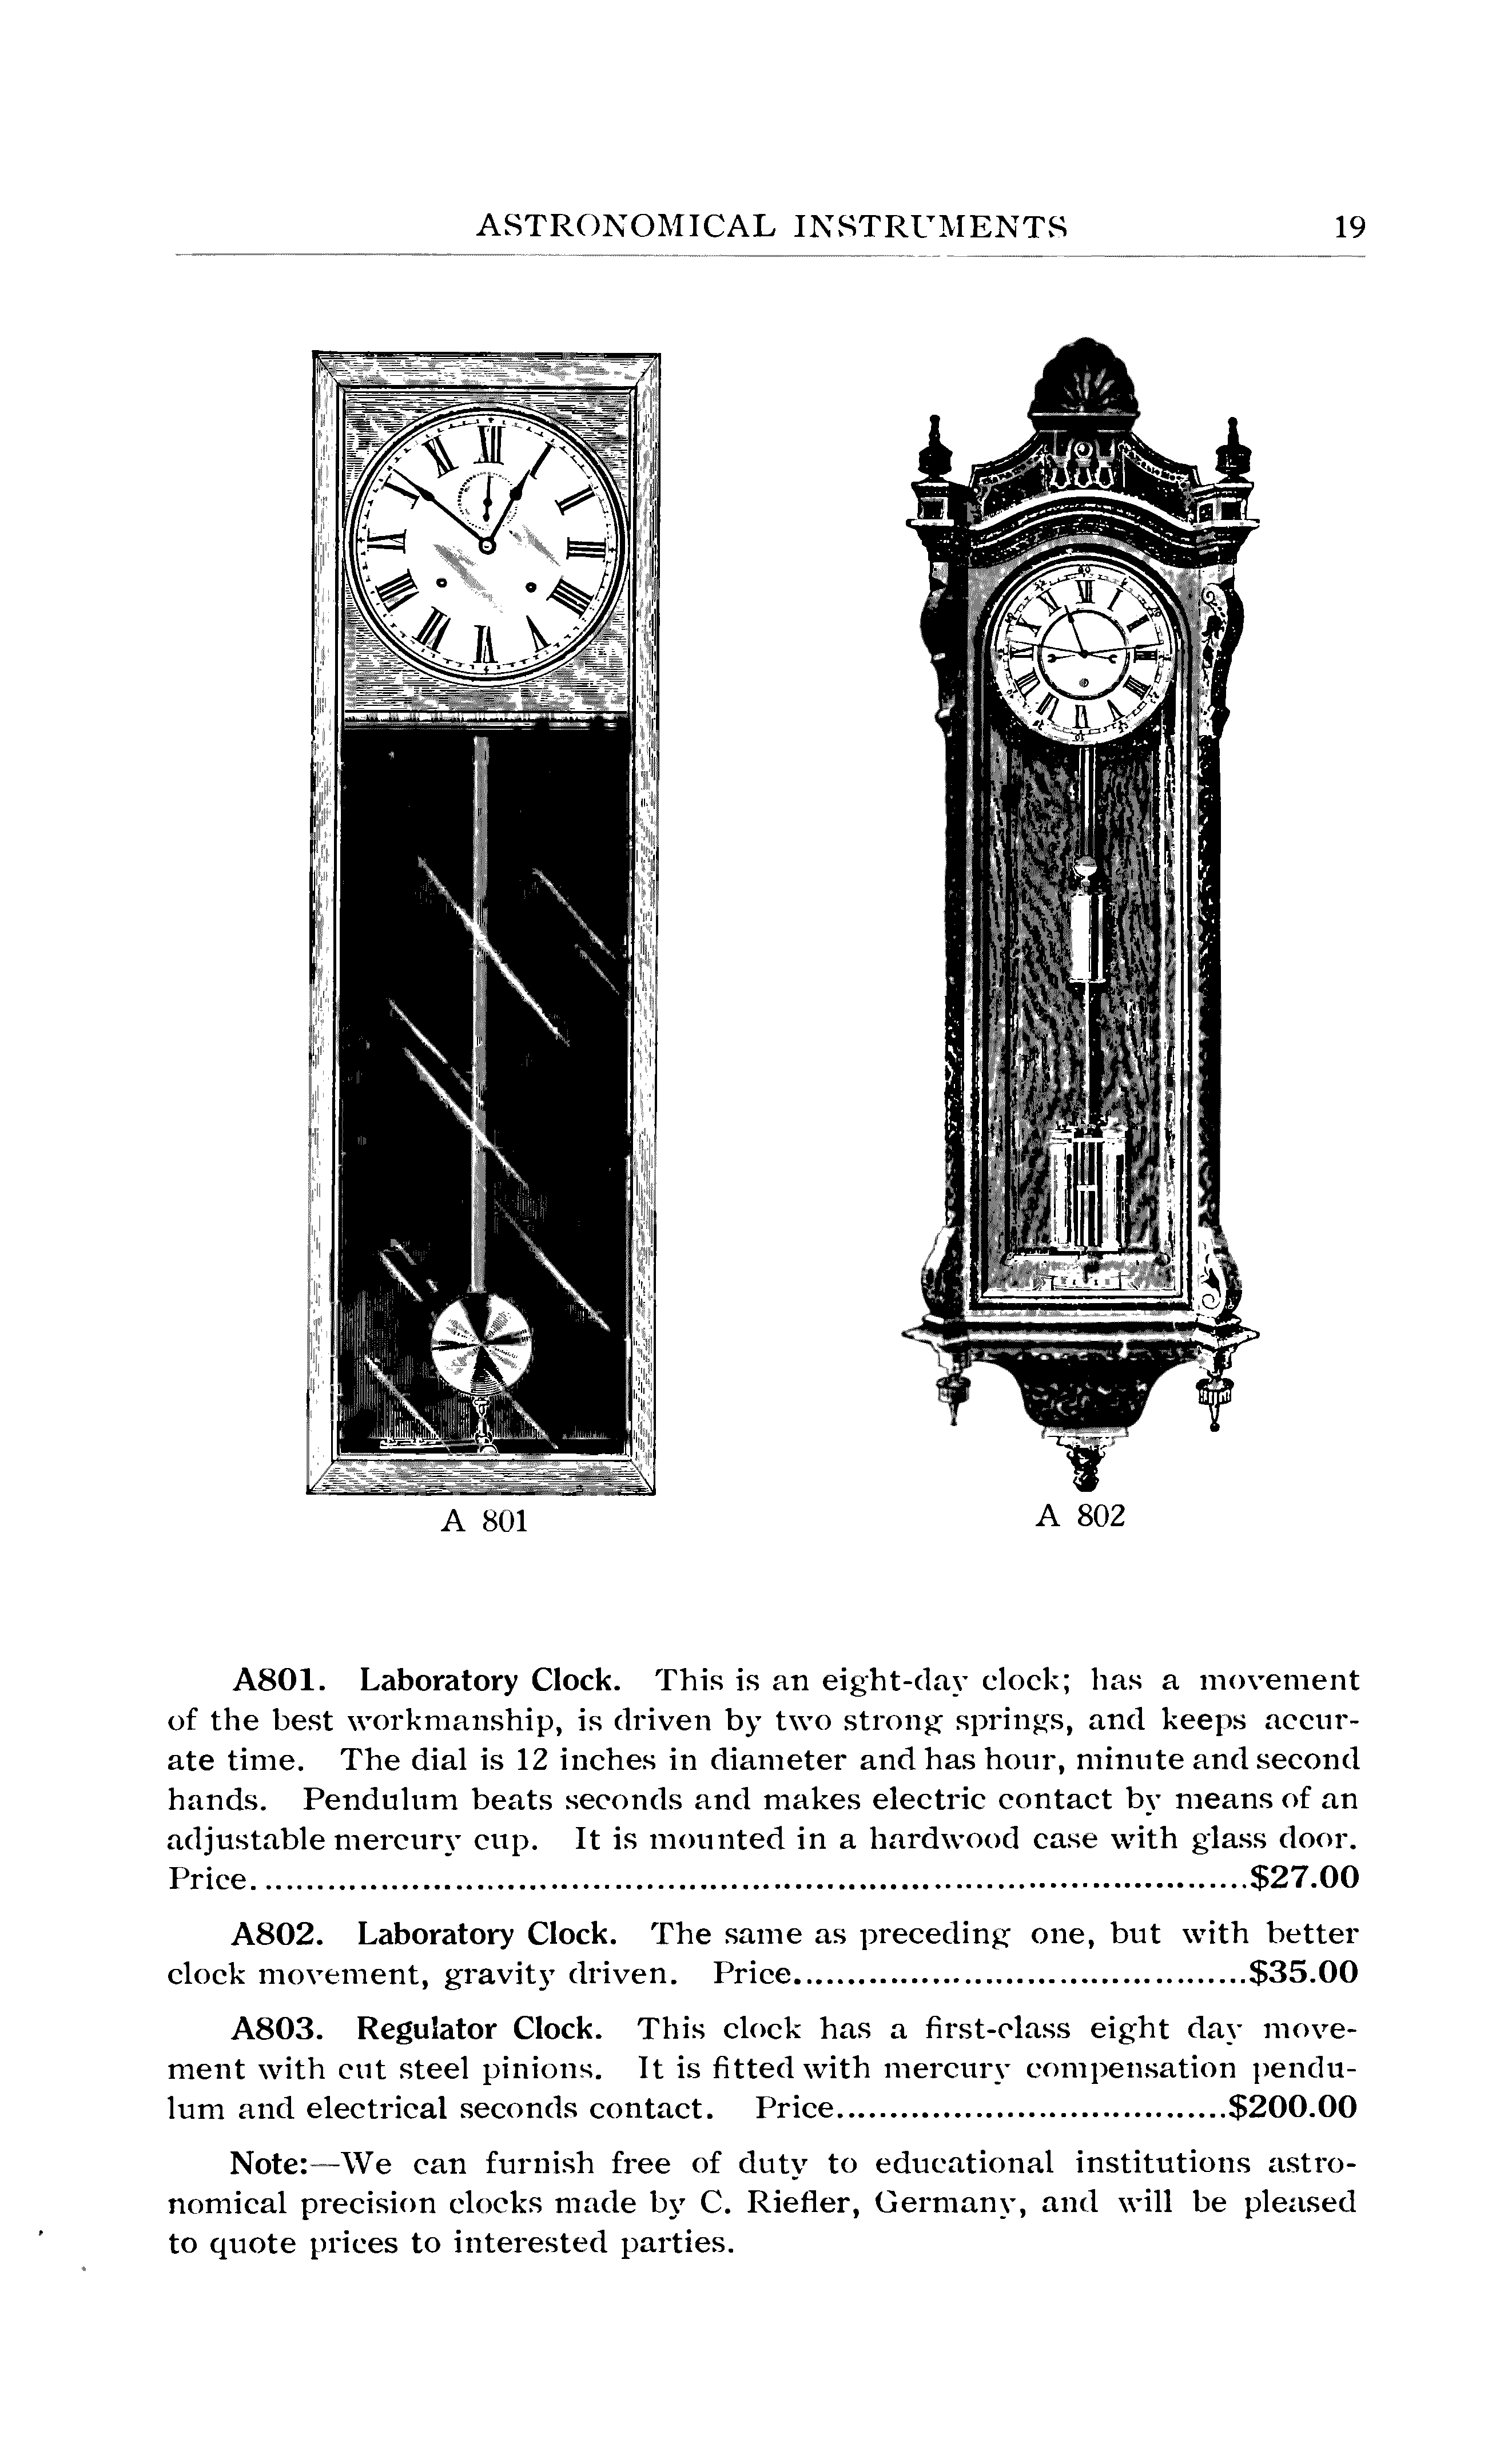 ASTRONOMICAL INSTRUMENTS 19
A 801
A 802
A801. Laboratory Clock. This is an eight-day clock; has a movement
of the best workmanship, is driven by two strong springs, and keeps accur-
ate time. The dial is 12 inches in diameter and has hour, minute and second
hands. Pendulum beats seconds and makes electric contact by means of an
adjustable mercury cup. It is mounted in a hardwood case with glass door.
Price.......................................................$27.00
A802. Laboratory Clock. The same as preceding one, but with better
clock movement, gravity driven. Price.......................................$35.00
A803. Regulator Clock. This clock has a first-class eight day move-
ment with cut steel pinions. It is fitted with mercury compensation pendu-
lum and electrical seconds contact. Price.......................................$200.00
Note:—We can furnish free of duty to educational institutions astro-
nomical precision clocks made by C. Riefler, Germany, and will be pleased
to quote prices to interested parties.